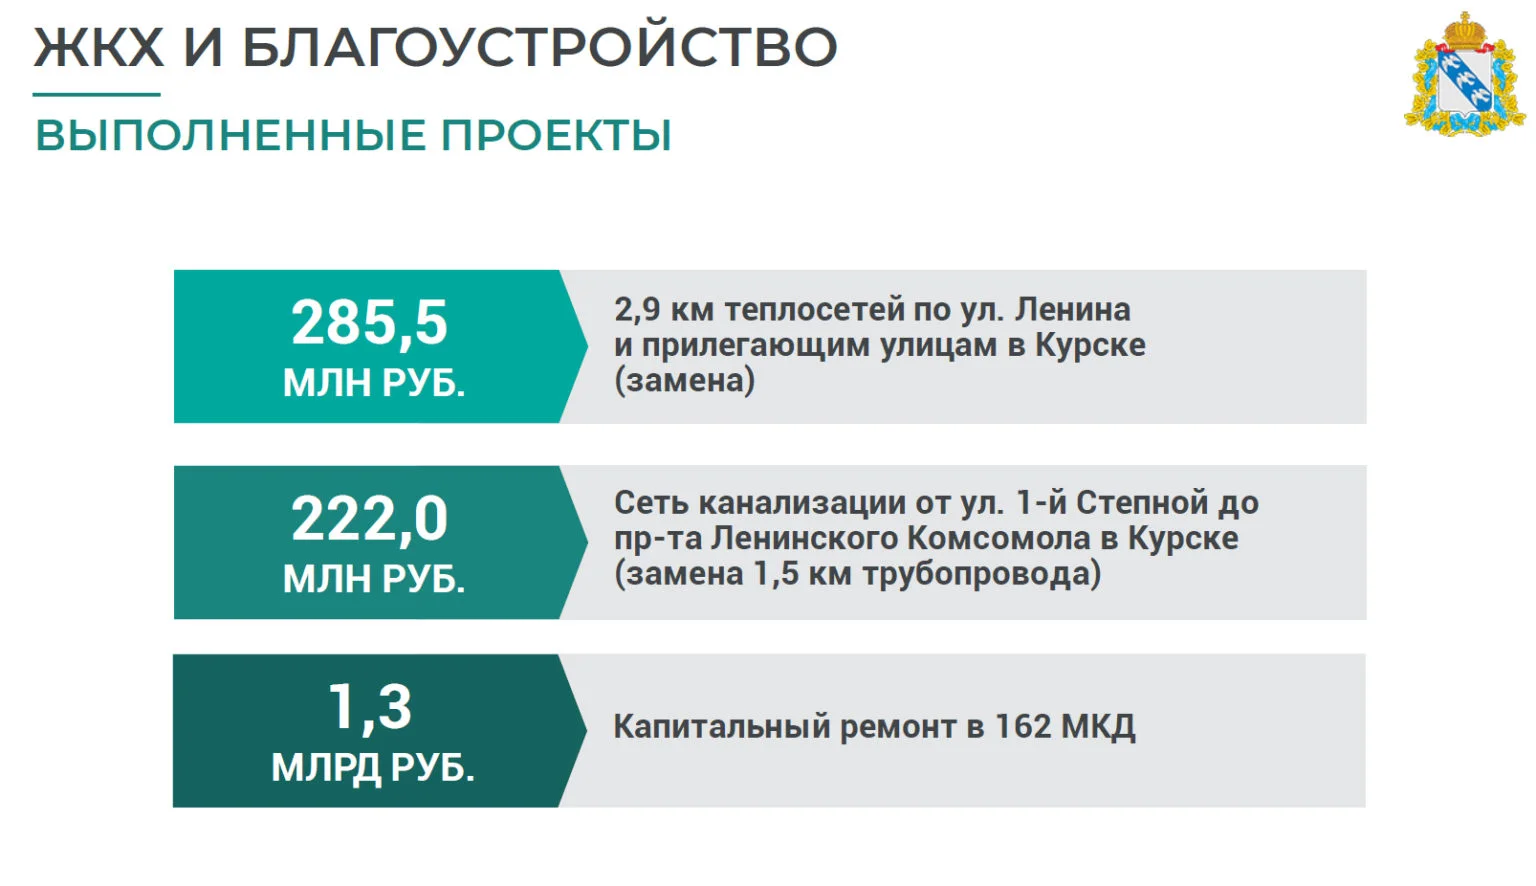 ЖКХ И БЛАГОУСТРОЙСТВО
ВЫПОЛНЕННЫЕ ПРОЕКТЫ
285,5
МЛН РУБ.
2,9 км теплосетей по ул. Ленина
и прилегающим улицам в Курске
(замена)
222,0
МЛН РУБ.
Сеть канализации от ул. 1-й Степной до
пр-та Ленинского Комсомола в Курске
(замена 1,5 км трубопровода)
1,3
МЛРД РУБ.
Капитальный ремонт в 162 МКД